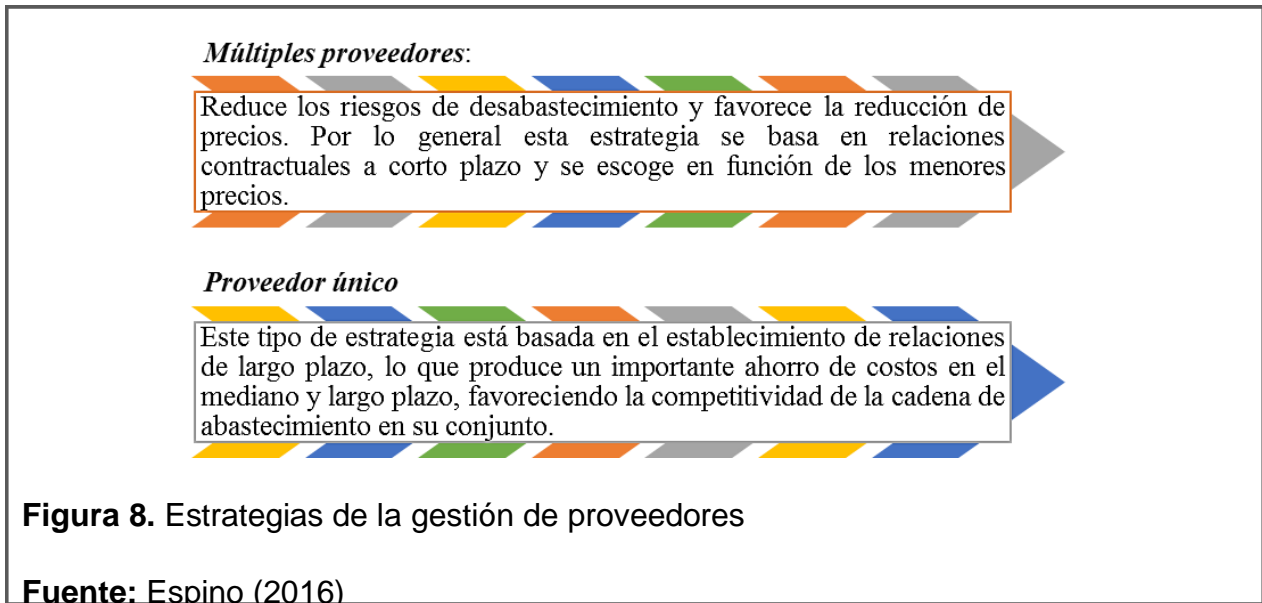 Múltiples proveedores:
Reduce los riesgos de desabastecimiento y favorece la reducción de
precios. Por lo general esta estrategia se basa en relaciones
contractuales a corto plazo y se escoge en función de los menores
precios.
Proveedor único
Este tipo de estrategia está basada en el establecimiento de relaciones
de largo plazo, lo que produce un importante ahorro de costos en el
mediano y largo plazo, favoreciendo la competitividad de la cadena de
abastecimiento en su conjunto.
Figura 8. Estrategias de la gestión de proveedores
Fuente: Espino (2016)